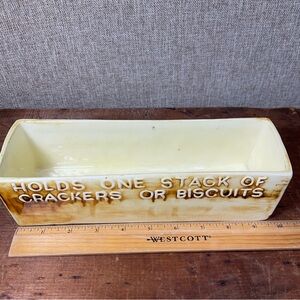 HOLDS ONE STACK OF
CRACKERS OR BISCUITS
WESTCOTT